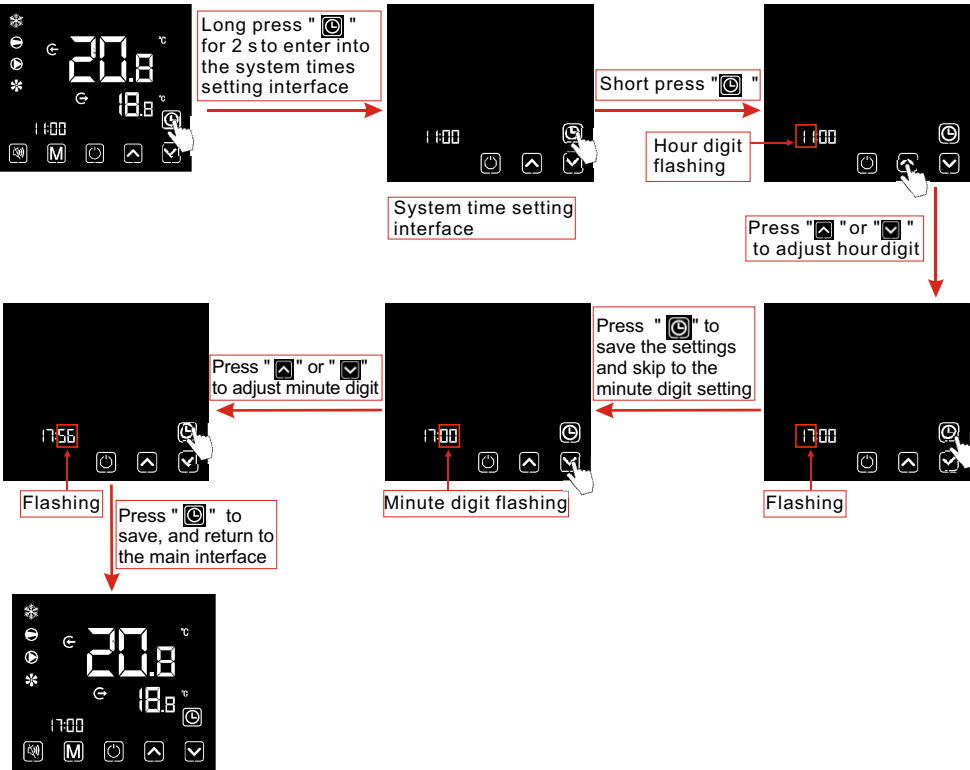 20.8 °C
18.8 °C
11:00
M
Long press " "
for 2 s to enter into
the system times
setting interface
11:00
System time setting
interface
Short press " "
11:00
Hour digit
flashing
Press " " or " "
to adjust hour digit
17:00
Flashing
Press " " to
save the settings
and skip to the
minute digit setting
17:00
Minute digit flashing
Press " " or " "
to adjust minute digit
17:56
Flashing
Press " " to
save, and return to
the main interface
20.8 °C
18.8 °C
17:00
M